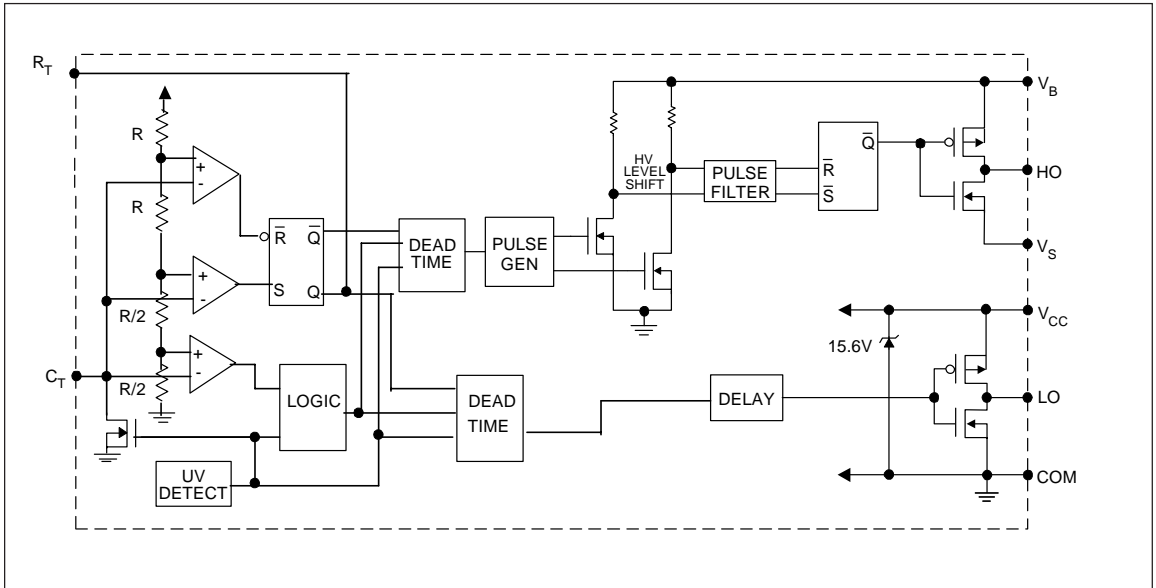 R_T
V_B
R
HV
LEVEL
SHIFT
Q̅
+
-
PULSE
FILTER
R̅
S̅
HO
R
R̅ Q̅
DEAD
TIME
PULSE
GEN
V_S
+
-
S Q
R/2
V_CC
15.6V
+
-
C_T
R/2
LOGIC
DEAD
TIME
DELAY
LO
UV
DETECT
COM